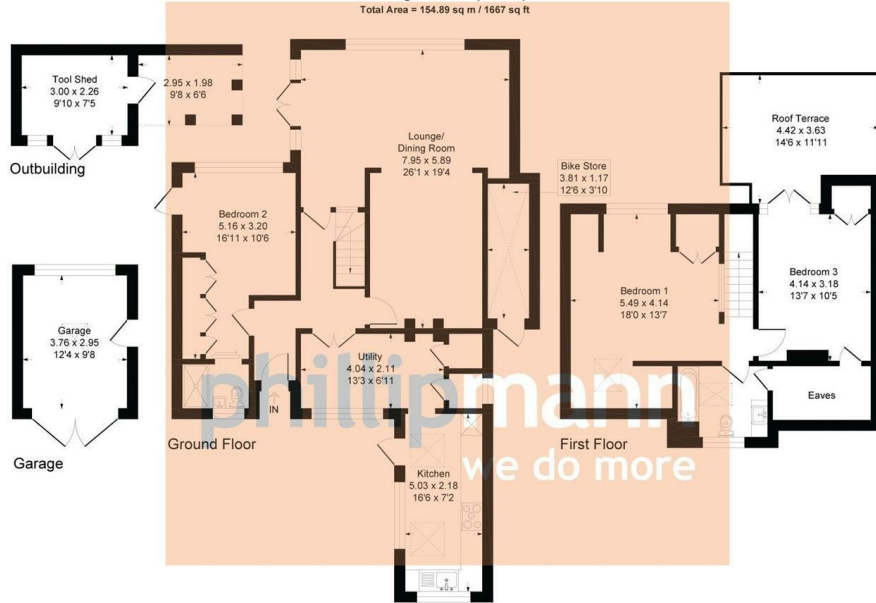 Total Area = 154.89 sq m / 1667 sq ft
Tool Shed
3.00 x 2.26
9'10 x 7'5
2.95 x 1.98
9'8 x 6'6
Outbuilding
Lounge/
Dining Room
7.95 x 5.89
26'1 x 19'4
Bike Store
3.81 x 1.17
12'6 x 3'10
Roof Terrace
4.42 x 3.63
14'6 x 11'11
Bedroom 2
5.16 x 3.20
16'11 x 10'6
Bedroom 1
5.49 x 4.14
18'0 x 13'7
Bedroom 3
4.14 x 3.18
13'7 x 10'5
Garage
3.76 x 2.95
12'4 x 9'8
Utility
4.04 x 2.11
13'3 x 6'11
Eaves
IN
phillipmann
we do more
Ground Floor
First Floor
Garage
Kitchen
5.03 x 2.18
16'6 x 7'2